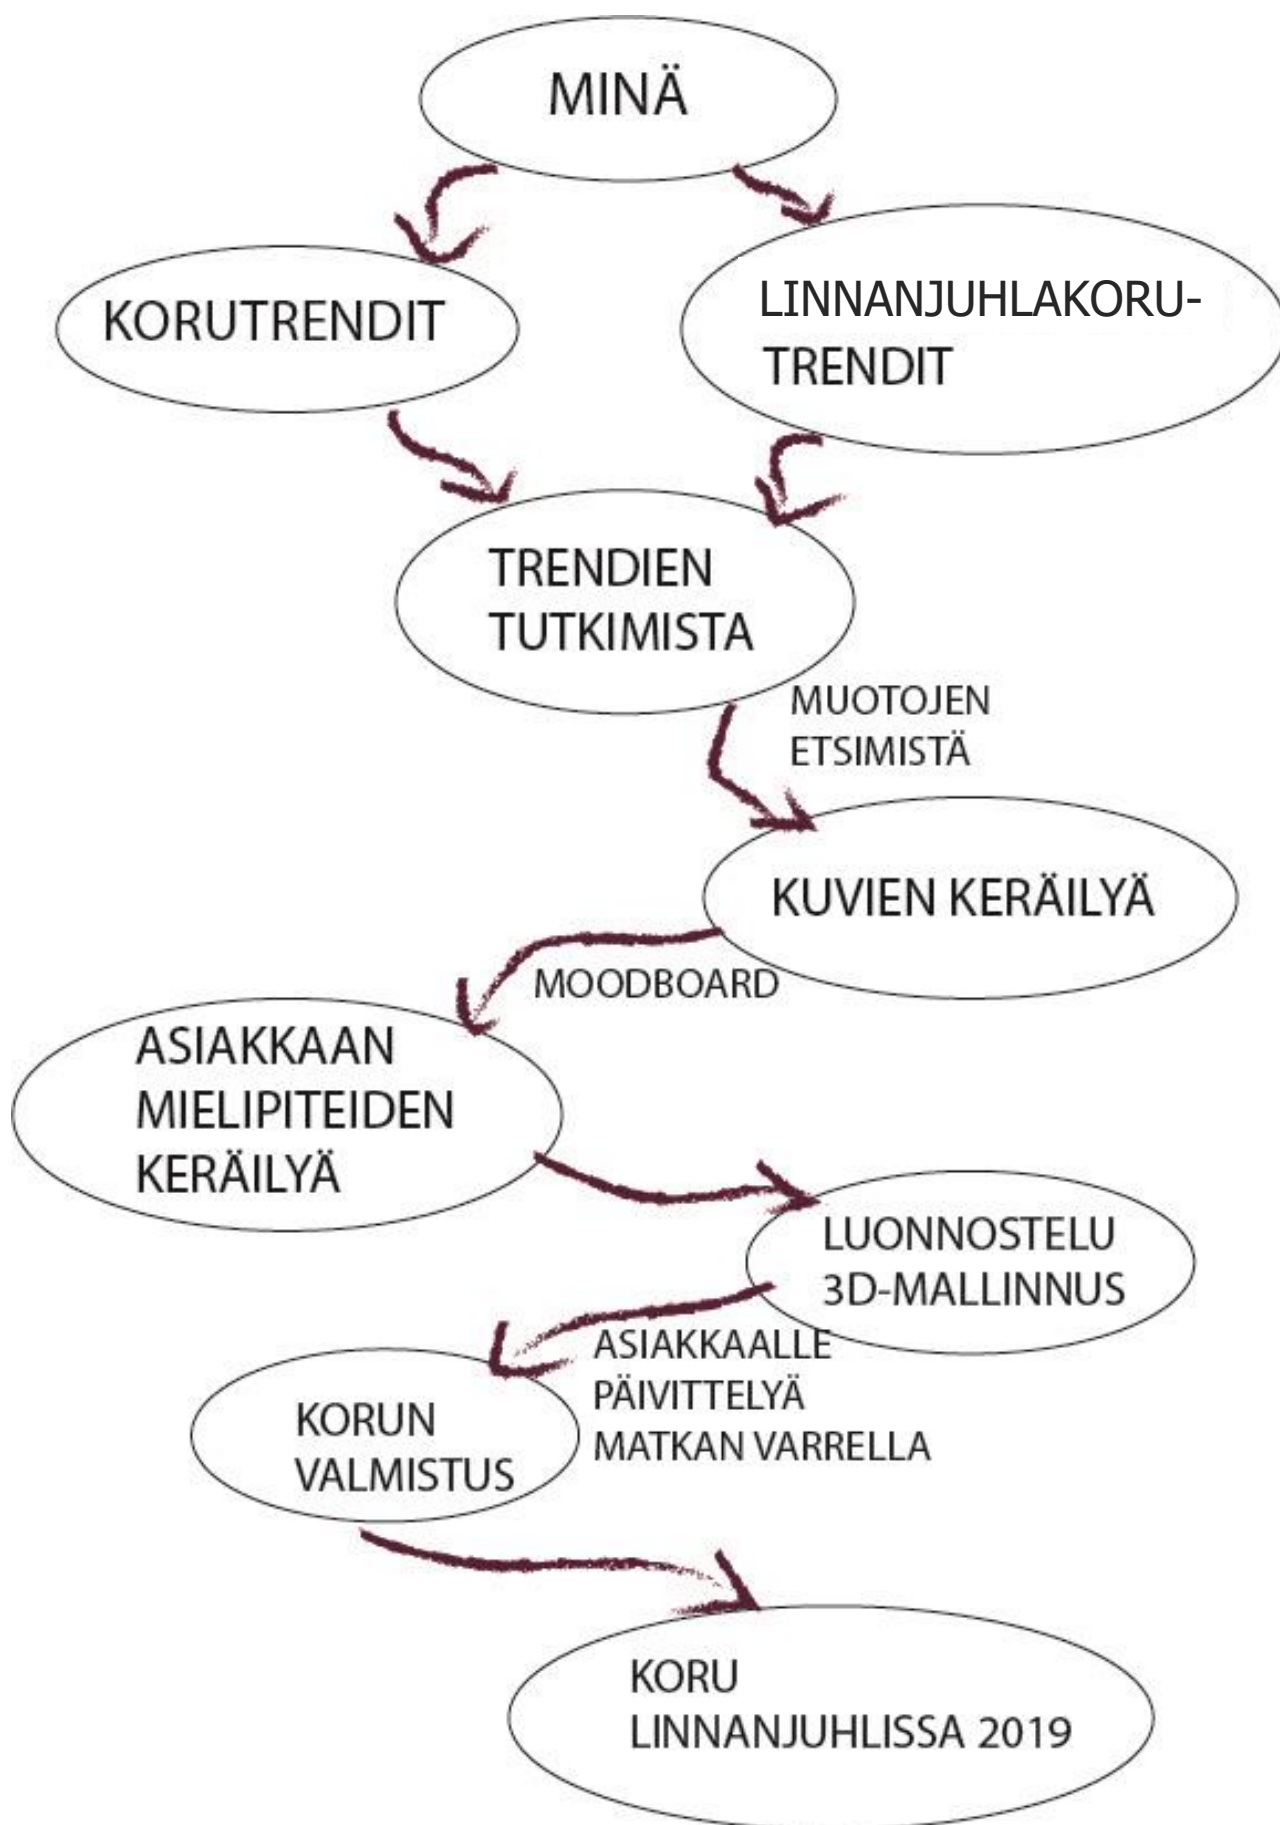 MINÄ
KORUTRENDIT
LINNANJUHLAKORU-
TRENDIT
TRENDIEN
TUTKIMISTA
MUOTOJEN
ETSIMISTÄ
KUVIEN KERÄILYÄ
MOODBOARD
ASIAKKAAN
MIELIPITEIDEN
KERÄILYÄ
LUONNOSTELU
3D-MALLINNUS
ASIAKKAALLE
PÄIVITTELYÄ
MATKAN VARRELLA
KORUN
VALMISTUS
KORU
LINNANJUHLISSA 2019